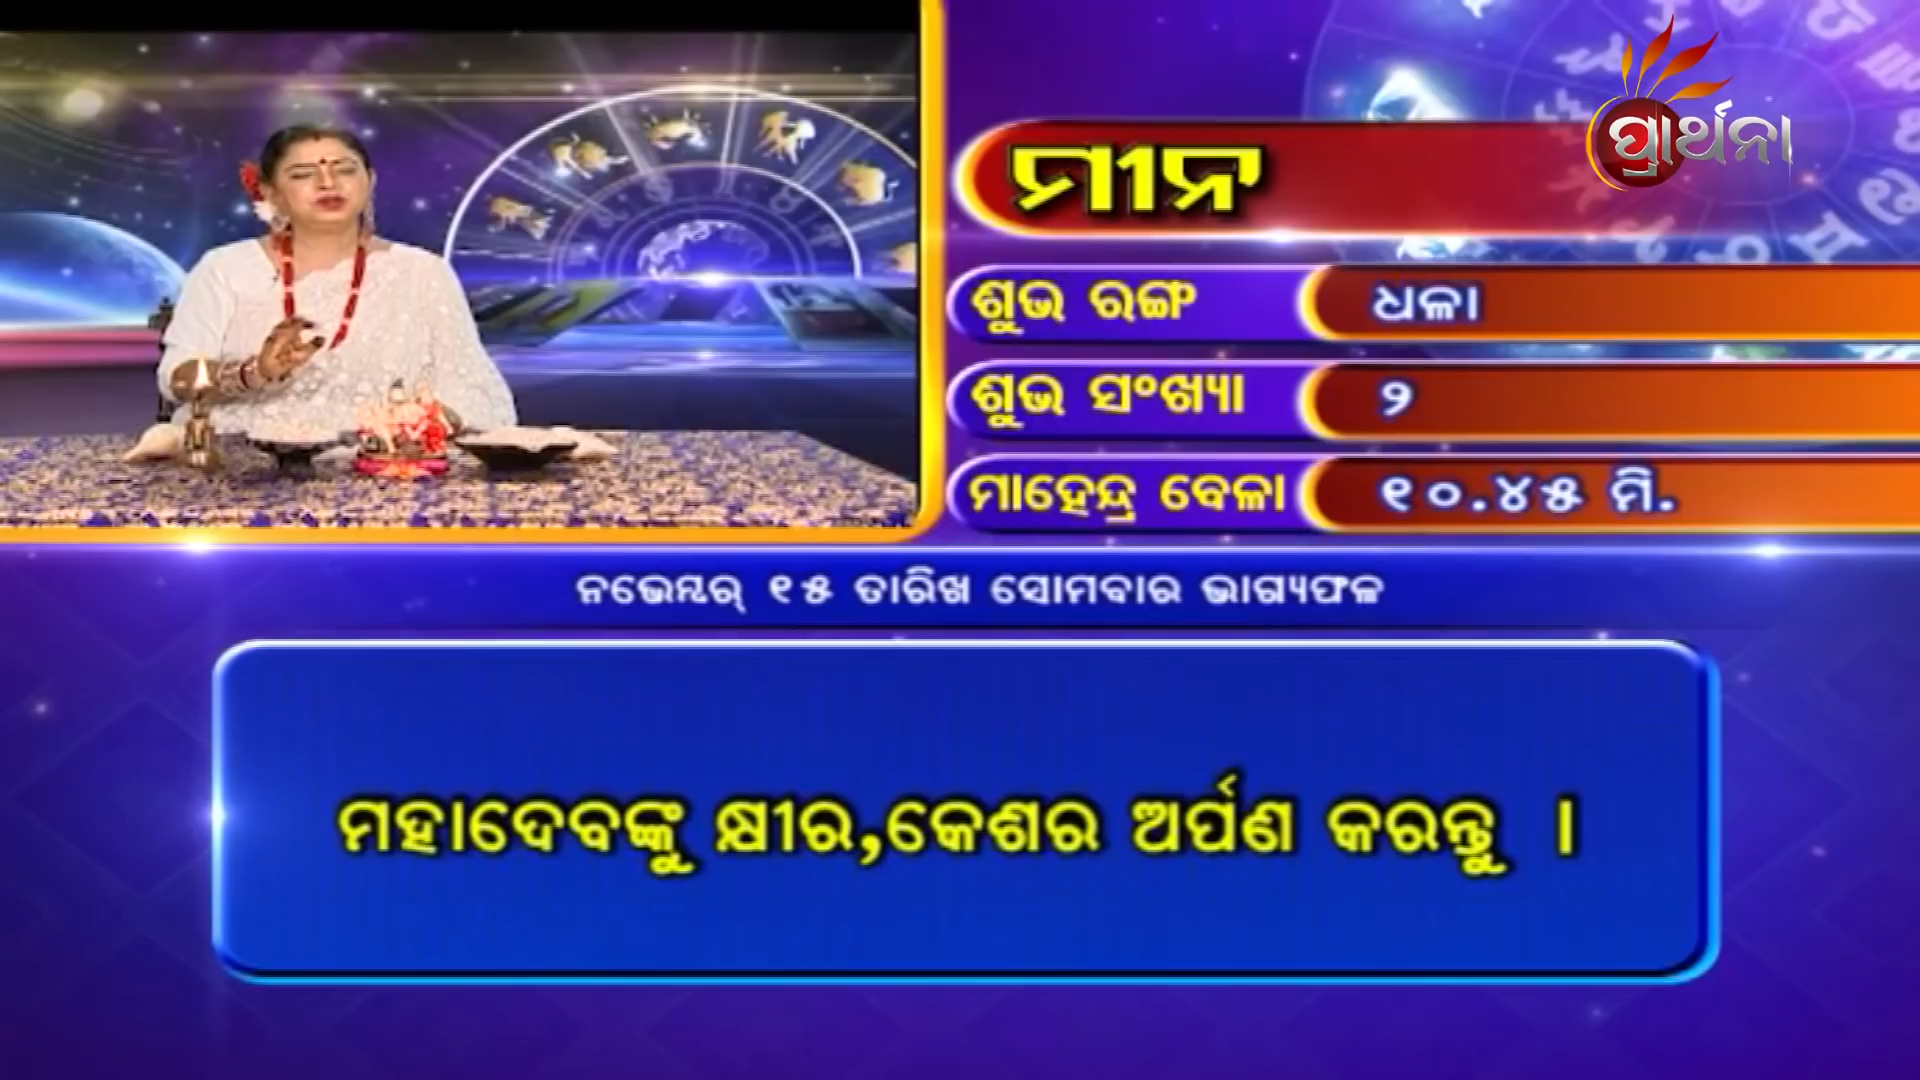 ପ୍ରାର୍ଥନା
ମୀନ
ଶୁଭ ରଙ୍ଗ ଧଳା
ଶୁଭ ସଂଖ୍ୟା ୨
ମାହେନ୍ଦ୍ର ବେଳା ୧୦.୪୫ ମି.
ନଭେମ୍ବର୍ ୧୫ ତାରିଖ ସୋମବାର ଭାଗ୍ୟଫଳ
ମହାଦେବଙ୍କୁ କ୍ଷୀର,କେଶର ଅର୍ପଣ କରନ୍ତୁ ।